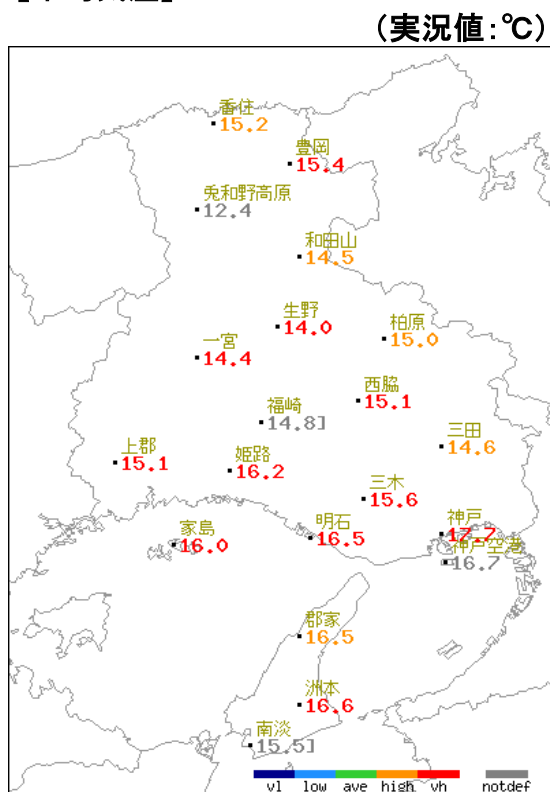 (実況値:℃)
香住
15.2
豊岡
15.4
兎和野高原
12.4
和田山
14.5
生野
14.0
柏原
15.0
一宮
14.4
西脇
15.1
福崎
14.8]
三田
14.6
上郡
15.1
姫路
16.2
三木
15.6
家島
16.0
明石
16.5
神戸
17.7
神戸空港
16.7
郡家
16.5
洲本
16.6
南淡
15.5]
vl low ave high vh notdef